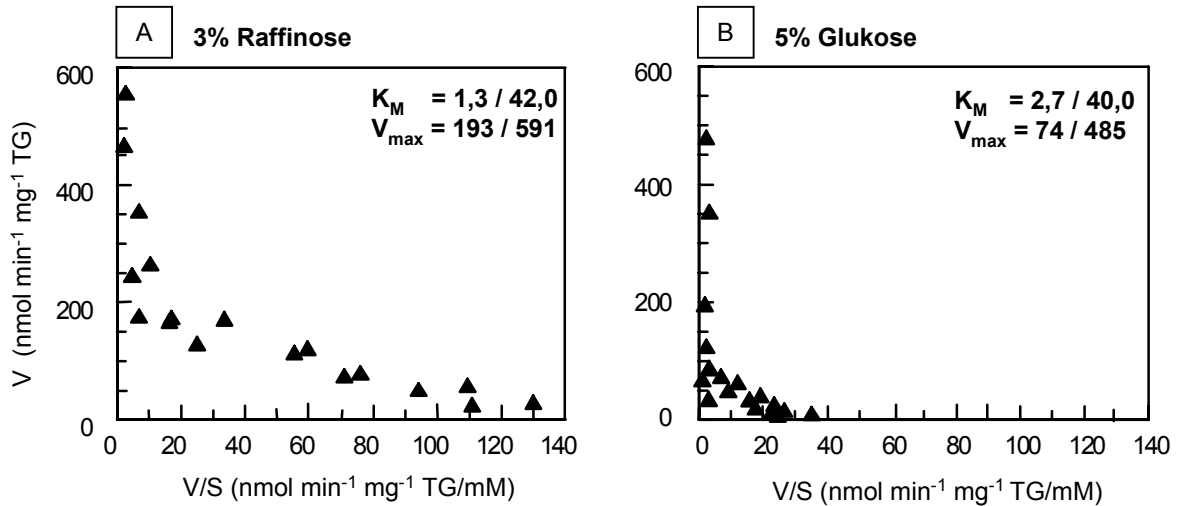 A 3% Raffinose
K_M = 1,3 / 42,0
V_max = 193 / 591
V (nmol min⁻¹ mg⁻¹ TG)
600
400
200
0
0 20 40 60 80 100 120 140
V/S (nmol min⁻¹ mg⁻¹ TG/mM)
B 5% Glukose
K_M = 2,7 / 40,0
V_max = 74 / 485
600
400
200
0
0 20 40 60 80 100 120 140
V/S (nmol min⁻¹ mg⁻¹ TG/mM)